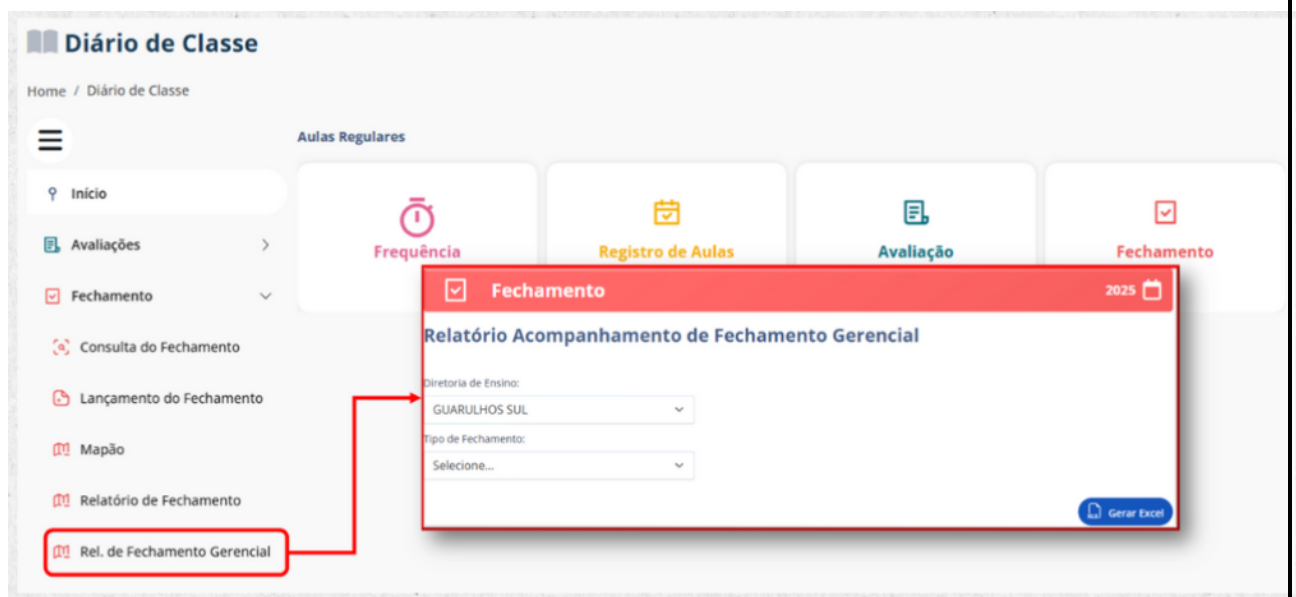 Diário de Classe
Home / Diário de Classe
Aulas Regulares
Início
Avaliações
Fechamento
Consulta do Fechamento
Lançamento do Fechamento
Mapão
Relatório de Fechamento
Rel. de Fechamento Gerencial
Frequência
Registro de Aulas
Avaliação
Fechamento
Fechamento
2025
Relatório Acompanhamento de Fechamento Gerencial
Diretoria de Ensino:
GUARULHOS SUL
Tipo de Fechamento:
Selecione...
Gerar Excel